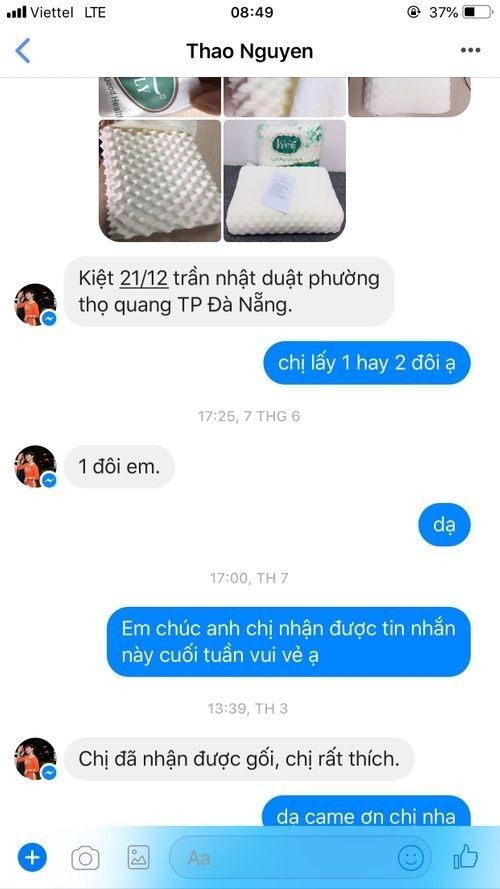 Viettel LTE 08:49 37%
Thao Nguyen
LY
Good Health
Kiệt 21/12 trần nhật duật phường
thọ quang TP Đà Nẵng.
chị lấy 1 hay 2 đôi ạ
17:25, 7 THG 6
1 đôi em.
dạ
17:00, TH 7
Em chúc anh chị nhận được tin nhắn
này cuối tuần vui vẻ ạ
13:39, TH 3
Chị đã nhận được gối, chị rất thích.
dạ came ơn chị nha
Aa